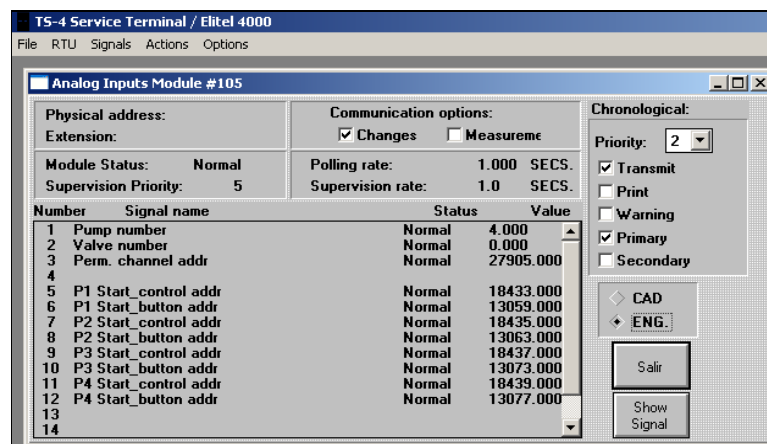 TS-4 Service Terminal / Elitel 4000
File RTU Signals Actions Options
Analog Inputs Module #105
Physical address:
Extension:
Communication options:
Changes Measureme
Module Status: Normal
Supervision Priority: 5
Polling rate: 1.000 SECS.
Supervision rate: 1.0 SECS.
Chronological:
Priority: 2
Transmit
Print
Warning
Primary
Secondary
CAD
ENG.
Salir
Show
Signal
Number Signal name Status Value
1 Pump number Normal 4.000
2 Valve number Normal 0.000
3 Perm. channel addr Normal 27905.000
4
5 P1 Start_control addr Normal 18433.000
6 P1 Start_button addr Normal 13059.000
7 P2 Start_control addr Normal 18435.000
8 P2 Start_button addr Normal 13063.000
9 P3 Start_control addr Normal 18437.000
10 P3 Start_button addr Normal 13073.000
11 P4 Start_control addr Normal 18439.000
12 P4 Start_button addr Normal 13077.000
13
14